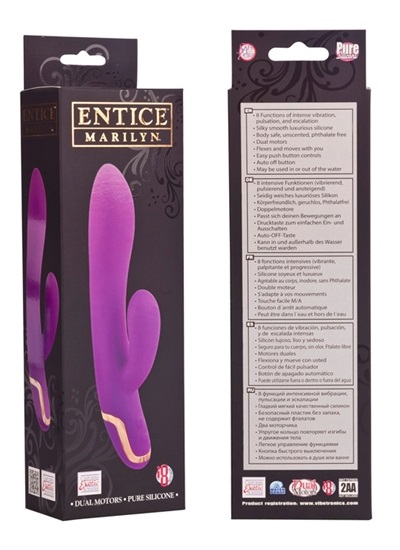 ENTICE
MARILYN™
• DUAL MOTORS • PURE SILICONE •
8
Pure
• 8 Functions of intense vibration,
pulsation, and escalation
• Silky smooth luxurious silicone
• Body safe, unscented, phthalate free
• Dual motors
• Flexes and moves with you
• Easy push button controls
• Auto off button
• May be used in or out of the water
• 8 intensive Funktionen (vibrierend,
pulsierend und ansteigend)
• Seidig weiches luxuriöses Silikon
• Körperfreundlich, geruchlos, Phthalatfrei
• Doppelmotore
• Passt sich deinen Bewegungen an
• Drucktaste zum einfachen Ein- und
Ausschalten
• Auto-OFF-Taste
• Kann in und außerhalb des Wasser
benutzt warden
• 8 fonctions intensives (vibrante,
palpitante et progressive)
• Silicone soyeux et luxueux
• Agréable au corps, inodore, sans Phthalate
• Double moteur
• S'adapte à vos mouvements
• Touche facile M/A
• Bouton d'arrêt automatique
• Peut être dans l'eau et hors de l'eau
• 8 funciones de vibración, pulsación,
y de escalada intensas
• Silicon lujoso, liso y sedoso
• Seguro para tu cuerpo, sin olor, Ftalato libre
• Motores duales
• Flexiona y mueve con usted
• Control de fácil pulsador
• Botón de apagado automático
• Puede utilizarse fuera o dentro o fuera del agua
• 8 функций интенсивной вибрации,
пульсации и эскалации
• Гладкий мягкий качественный силикон
• Безопасный пластик без запаха,
не содержит фталатов
• Два моторчика
• Упругое кольцо повторяет изгибы
и движения тела
• Легкое управление функциями
• Кнопка быстрого выключения
• Можно использовать в душе или ванне
Dual
Motors
8
2AA
Product registration. www.vibetronics.com